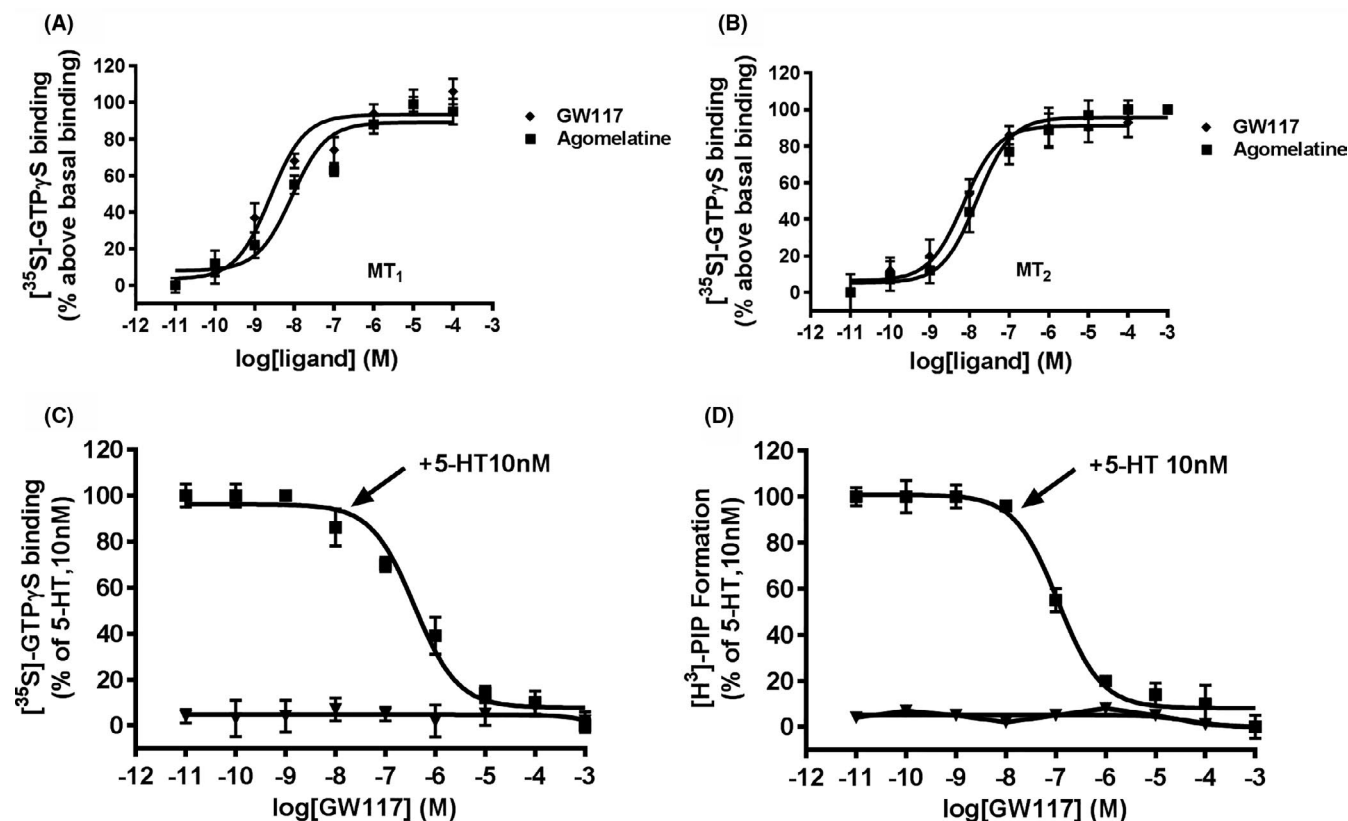 (A)
[³⁵S]-GTPγS binding
(% above basal binding)
120
100
80
60
40
20
0
-12 -11 -10 -9 -8 -7 -6 -5 -4 -3
log[ligand] (M)
MT₁
GW117
Agomelatine
(B)
[³⁵S]-GTPγS binding
(% above basal binding)
120
100
80
60
40
20
0
-12 -11 -10 -9 -8 -7 -6 -5 -4 -3
log[ligand] (M)
MT₂
GW117
Agomelatine
(C)
[³⁵S]-GTPγS binding
(% of 5-HT,10nM)
120
100
80
60
40
20
0
+5-HT10nM
-12 -11 -10 -9 -8 -7 -6 -5 -4 -3
log[GW117] (M)
(D)
[H³]-PIP Formation
(% of 5-HT,10nM)
120
100
80
60
40
20
0
+5-HT 10nM
-12 -11 -10 -9 -8 -7 -6 -5 -4 -3
log[GW117] (M)